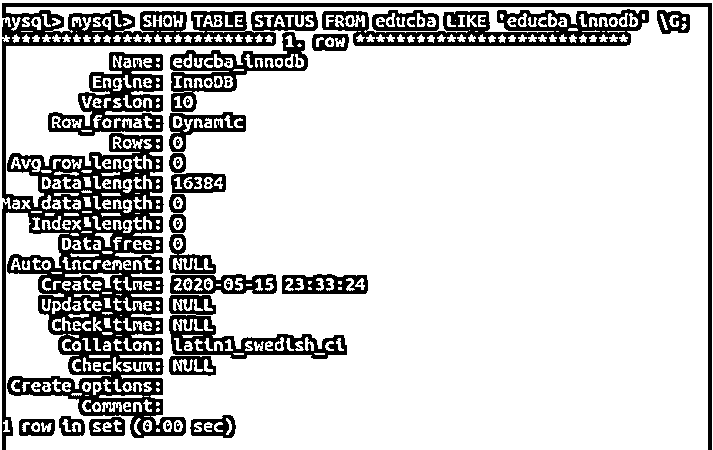 mysql> mysql> SHOW TABLE STATUS FROM educba LIKE 'educba_innodb' \G;
*************************** 1. row ***************************
Name: educba_innodb
Engine: InnoDB
Version: 10
Row_format: Dynamic
Rows: 0
Avg_row_length: 0
Data_length: 16384
Max_data_length: 0
Index_length: 0
Data_free: 0
Auto_increment: NULL
Create_time: 2020-05-15 23:33:24
Update_time: NULL
Check_time: NULL
Collation: latin1_swedish_ci
Checksum: NULL
Create_options:
Comment:
1 row in set (0.00 sec)